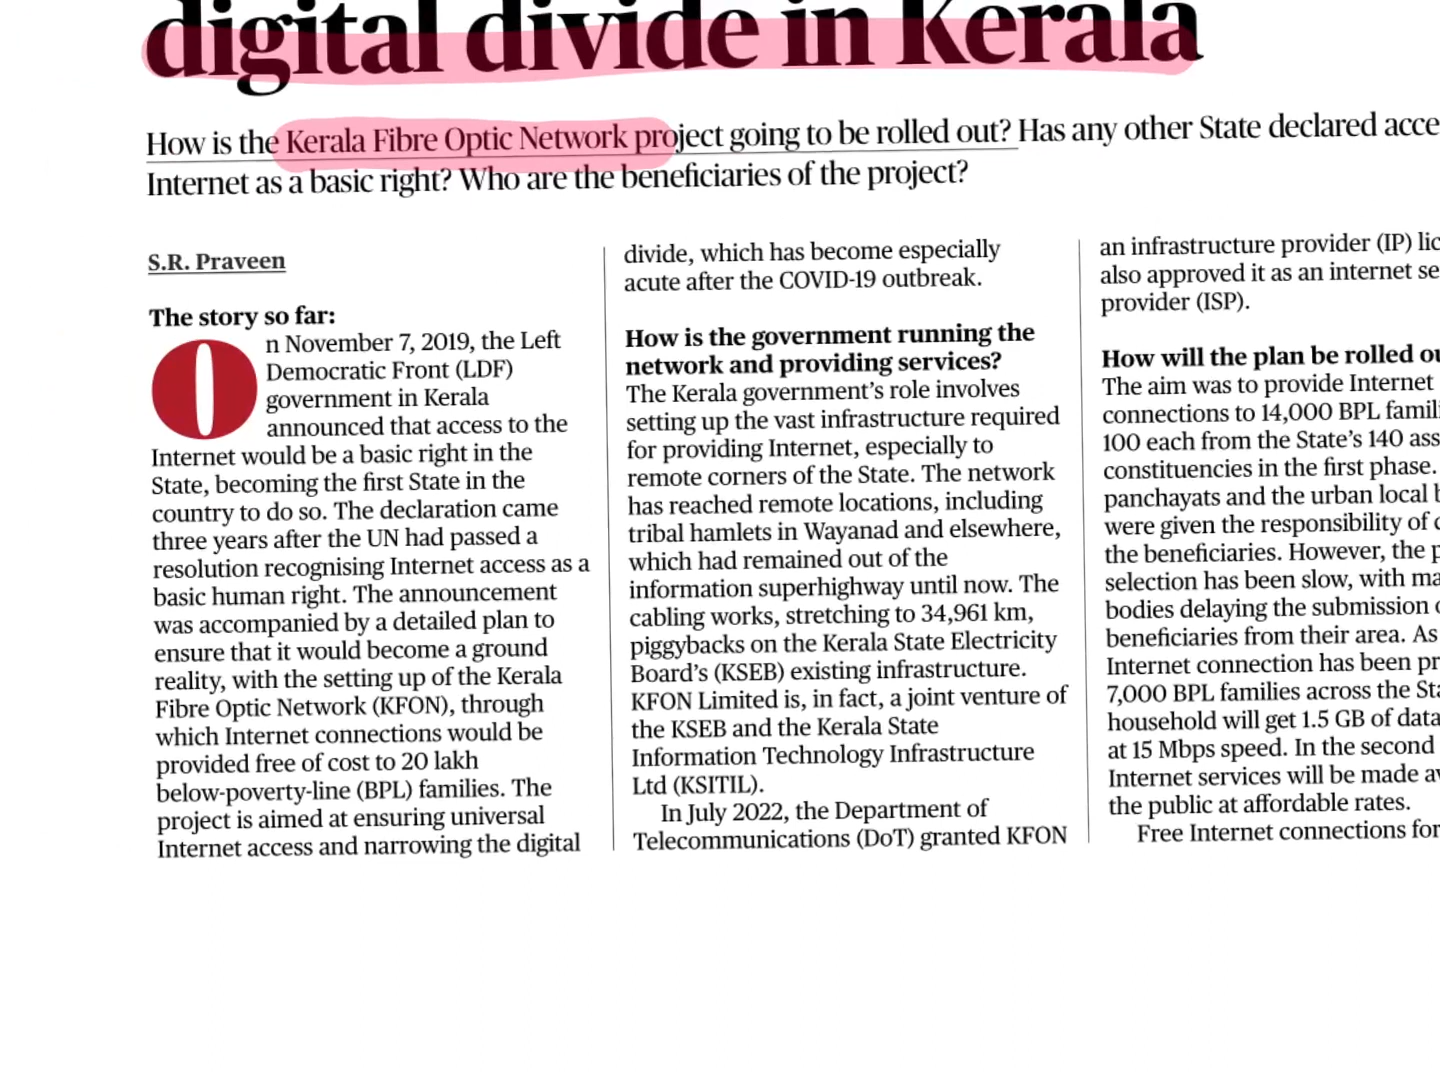 digital divide in Kerala
How is the Kerala Fibre Optic Network project going to be rolled out? Has any other State declared
Internet as a basic right? Who are the beneficiaries of the project?
S.R. Praveen
The story so far:
On November 7, 2019, the Left
Democratic Front (LDF)
government in Kerala
announced that access to the
Internet would be a basic right in the
State, becoming the first State in the
country to do so. The declaration came
three years after the UN had passed a
resolution recognising Internet access as a
basic human right. The announcement
was accompanied by a detailed plan to
ensure that it would become a ground
reality, with the setting up of the Kerala
Fibre Optic Network (KFON), through
which Internet connections would be
provided free of cost to 20 lakh
below-poverty-line (BPL) families. The
project is aimed at ensuring universal
Internet access and narrowing the digital
divide, which has become especially
acute after the COVID-19 outbreak.
How is the government running the
network and providing services?
The Kerala government's role involves
setting up the vast infrastructure required
for providing Internet, especially to
remote corners of the State. The network
has reached remote locations, including
tribal hamlets in Wayanad and elsewhere,
which had remained out of the
information superhighway until now. The
cabling works, stretching to 34,961 km,
piggybacks on the Kerala State Electricity
Board's (KSEB) existing infrastructure.
KFON Limited is, in fact, a joint venture of
the KSEB and the Kerala State
Information Technology Infrastructure
Ltd (KSITIL).
In July 2022, the Department of
Telecommunications (DoT) granted KFON
an infrastructure provider (IP)
also approved it as an internet
provider (ISP).
How will the plan be rolled
The aim was to provide Internet
connections to 14,000 BPL
100 each from the State's 140
constituencies in the first phase.
panchayats and the urban local
were given the responsibility of
the beneficiaries. However, the
selection has been slow, with
bodies delaying the submission
beneficiaries from their area. As
Internet connection has been
7,000 BPL families across the
household will get 1.5 GB of data
at 15 Mbps speed. In the second
Internet services will be made
the public at affordable rates.
Free Internet connections for